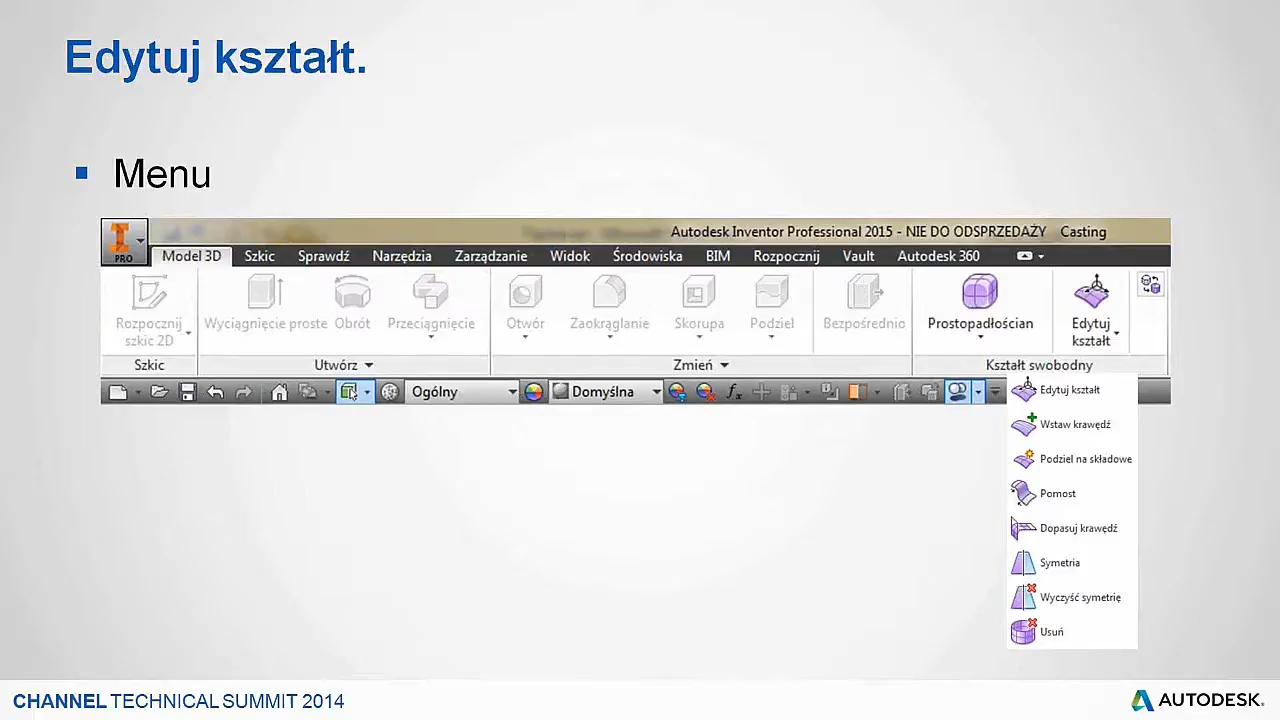 Edytuj kształt.
Menu
Autodesk Inventor Professional 2015 - NIE DO ODSPRZEDAŻY Casting
PRO
Model 3D Szkic Sprawdź Narzędzia Zarządzanie Widok Środowiska BIM Rozpocznij Vault Autodesk 360
Rozpocznij
szkic 2D
Wyciągnięcie proste Obrót Przeciągnięcie
Otwór Zaokrąglanie Skorupa Podziel Bezpośrednio
Prostopadłościan
Edytuj
kształt
Szkic Utwórz Zmień Kształt swobodny
Ogólny Domyślna fx
Edytuj kształt
Wstaw krawędź
Podziel na składowe
Pomost
Dopasuj krawędź
Symetria
Wyczyść symetrię
Usuń
CHANNEL TECHNICAL SUMMIT 2014
AUTODESK.